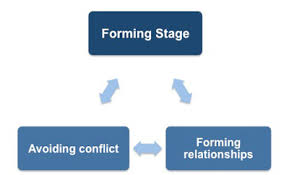 Forming Stage
Avoiding conflict
Forming
relationships